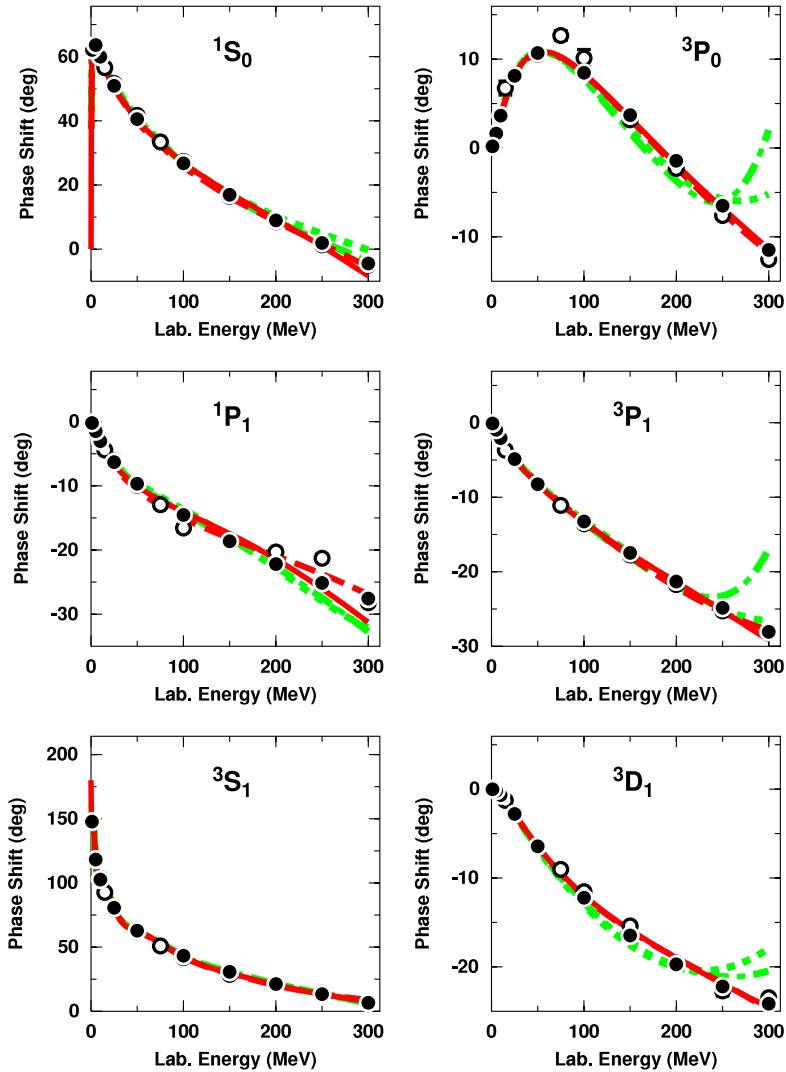 ¹S₀
Phase Shift (deg)
60
40
20
0
0 100 200 300
Lab. Energy (MeV)
³P₀
Phase Shift (deg)
10
0
-10
0 100 200 300
Lab. Energy (MeV)
¹P₁
Phase Shift (deg)
0
-10
-20
-30
0 100 200 300
Lab. Energy (MeV)
³P₁
Phase Shift (deg)
0
-10
-20
-30
0 100 200 300
Lab. Energy (MeV)
³S₁
Phase Shift (deg)
200
150
100
50
0
0 100 200 300
Lab. Energy (MeV)
³D₁
Phase Shift (deg)
0
-10
-20
0 100 200 300
Lab. Energy (MeV)